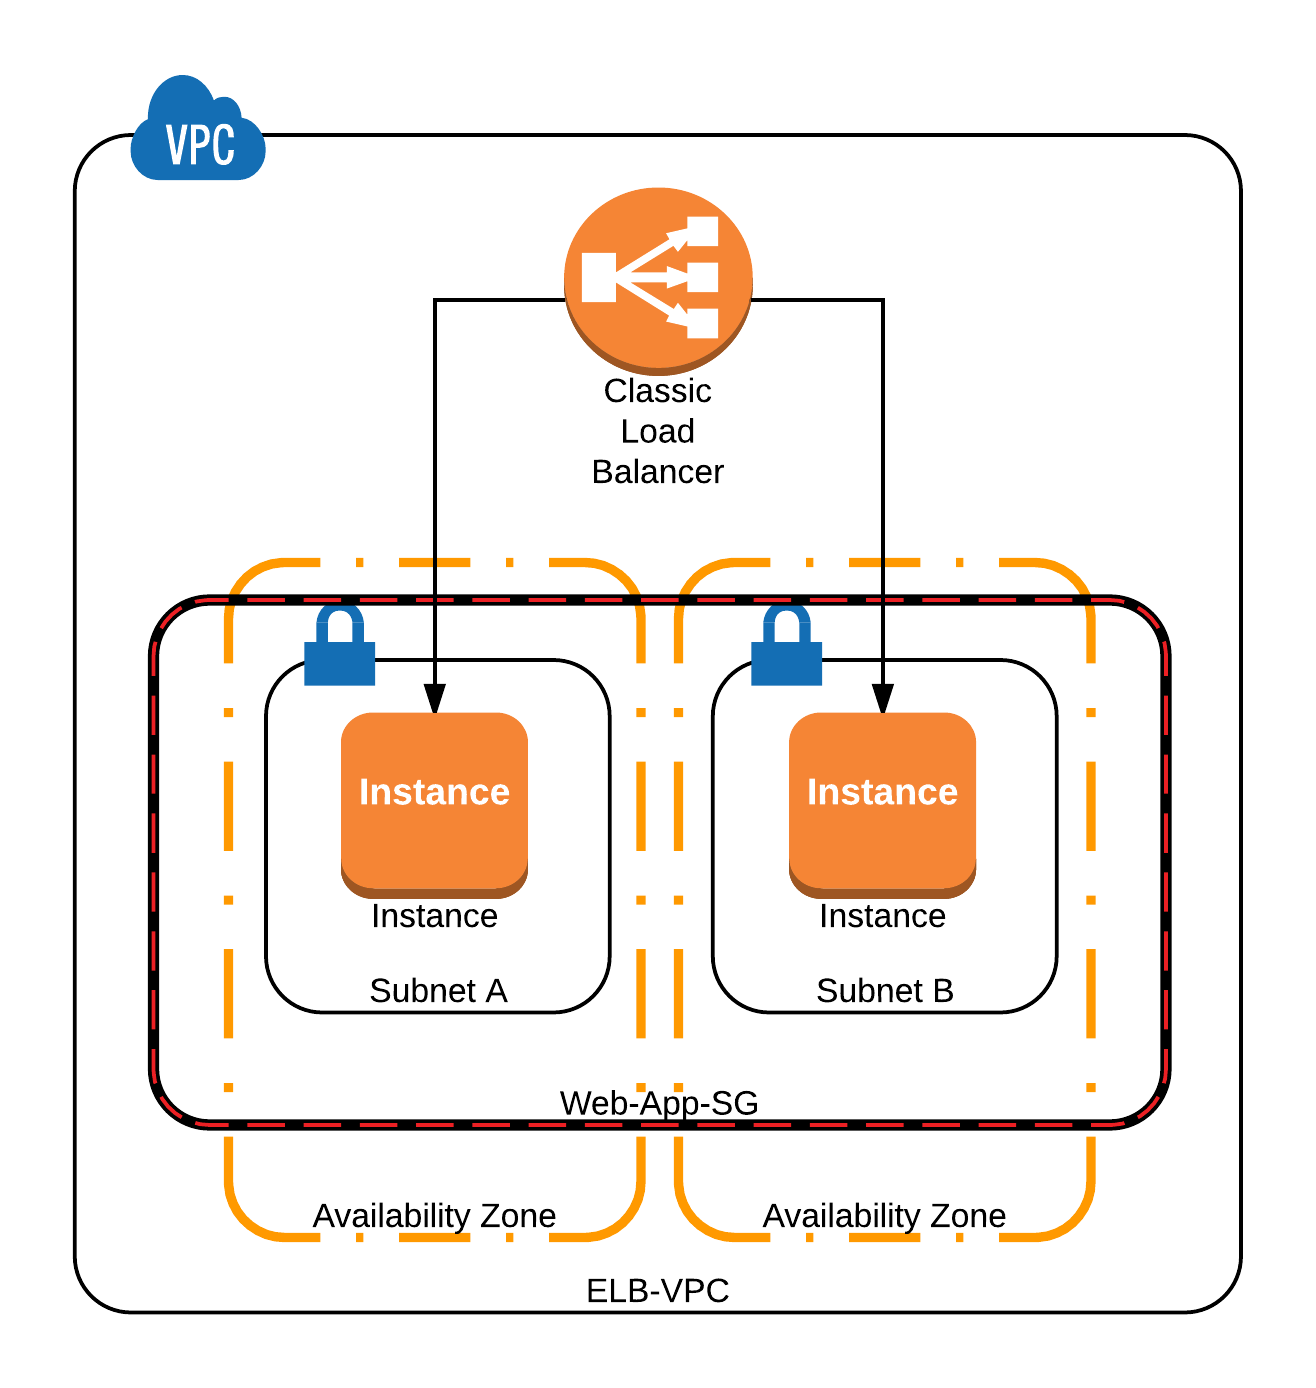 VPC
Classic
Load
Balancer
Instance
Instance
Instance
Instance
Subnet A
Subnet B
Web-App-SG
Availability Zone
Availability Zone
ELB-VPC